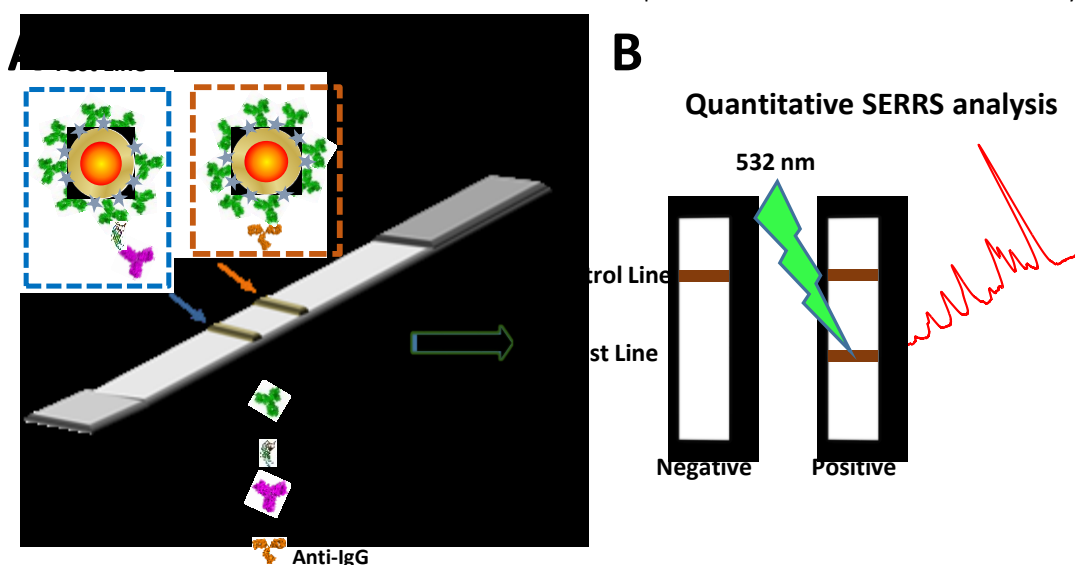 B
Quantitative SERRS analysis
532 nm
trol Line
st Line
Negative
Positive
Anti-IgG